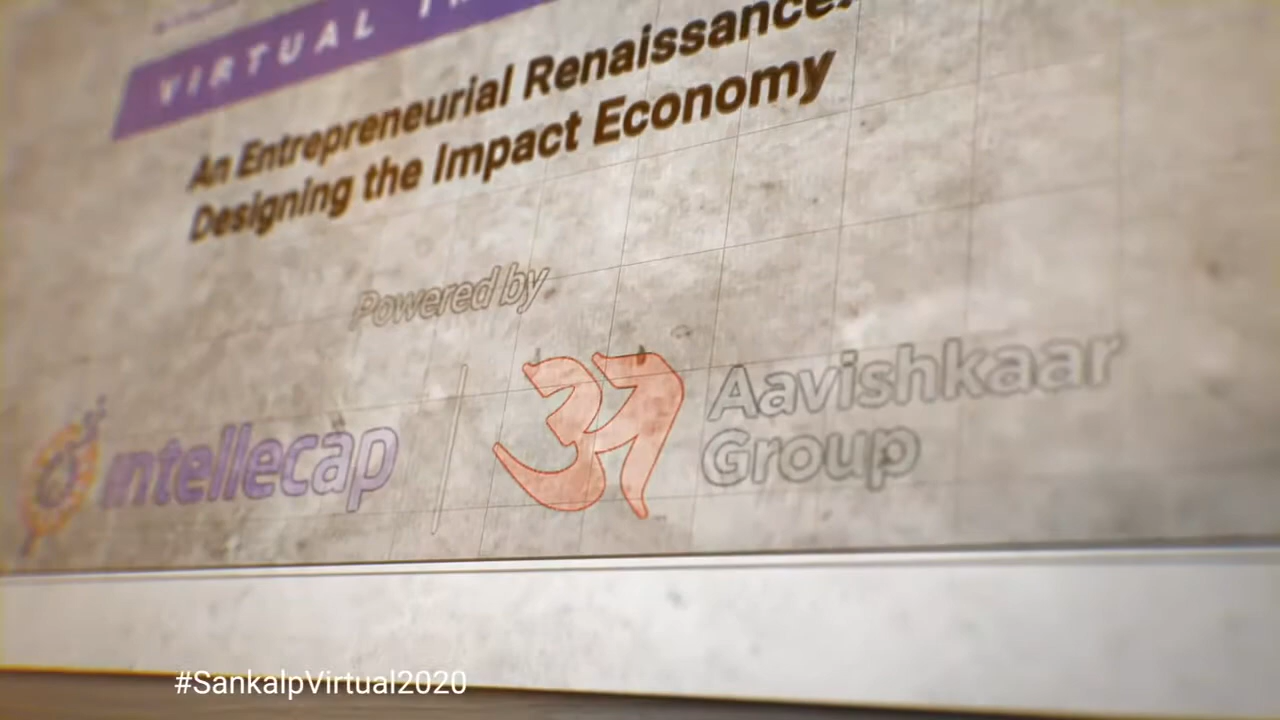 VIRTUAL
An Entrepreneurial Renaissance:
Designing the Impact Economy
Powered by
intellecap
अ
Aavishkaar
Group
#SankalpVirtual2020